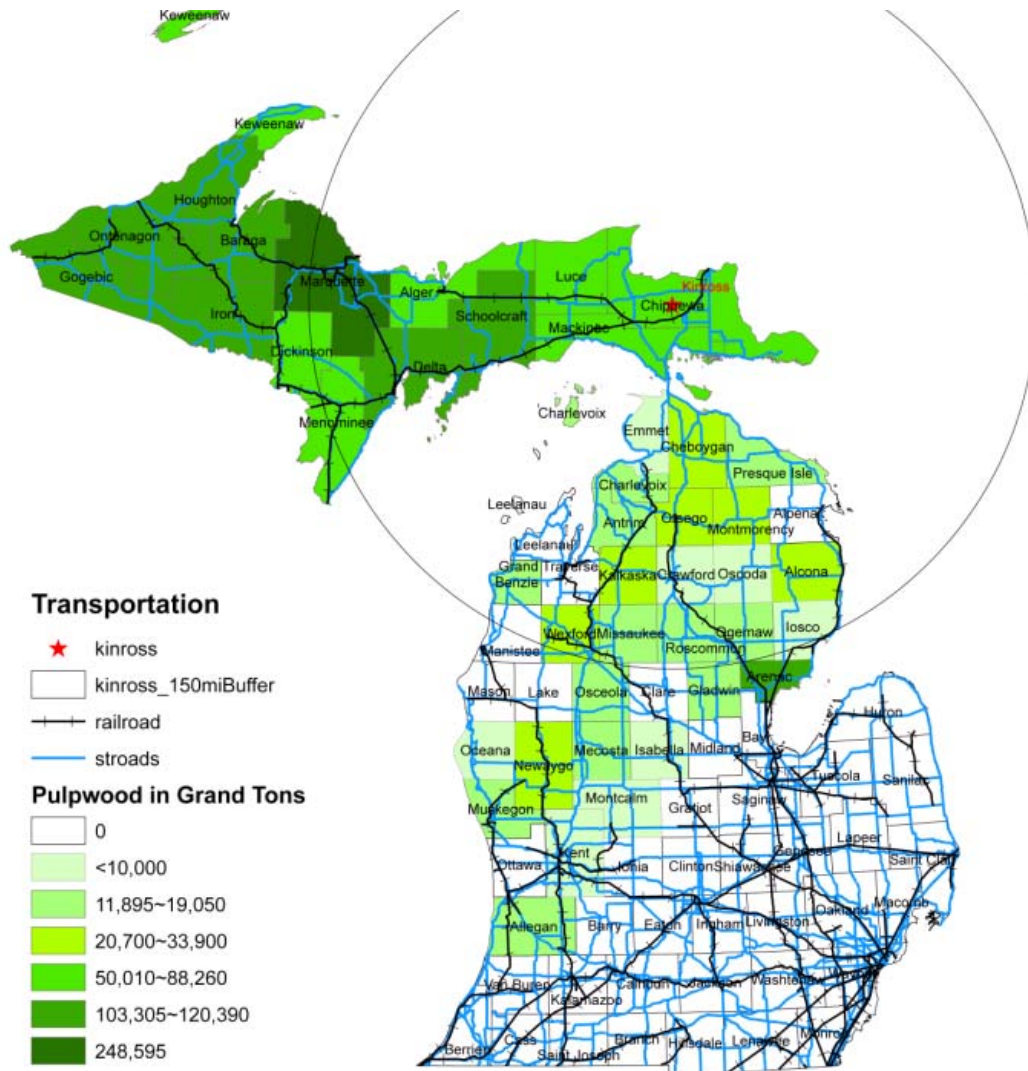 Keweenaw
Keweenaw
Houghton
Ontonagon
Baraga
Gogebic
Marquette
Iron
Alger
Luce
Kinross
Chippewa
Schoolcraft
Mackinac
Dickinson
Delta
Menominee
Charlevoix
Emmet
Cheboygan
Presque Isle
Charlevoix
Leelanau
Antrim
Otsego
Montmorency
Alpena
Leelanau
Grand Traverse
Benzie
Kalkaska
Crawford
Oscoda
Alcona
Manistee
Wexford
Missaukee
Roscommon
Ogemaw
Iosco
Mason
Lake
Osceola
Clare
Gladwin
Arenac
Oceana
Newaygo
Mecosta
Isabella
Midland
Bay
Huron
Tuscola
Sanilac
Muskegon
Montcalm
Gratiot
Saginaw
Lapeer
Saint Clair
Ottawa
Kent
Ionia
Clinton
Shiawassee
Genesee
Macomb
Oakland
Allegan
Barry
Eaton
Ingham
Livingston
Van Buren
Kalamazoo
Calhoun
Jackson
Washtenaw
Wayne
Berrien
Cass
Saint Joseph
Branch
Hillsdale
Lenawee
Monroe
Transportation
kinross
kinross_150miBuffer
railroad
stroads
Pulpwood in Grand Tons
0
<10,000
11,895~19,050
20,700~33,900
50,010~88,260
103,305~120,390
248,595